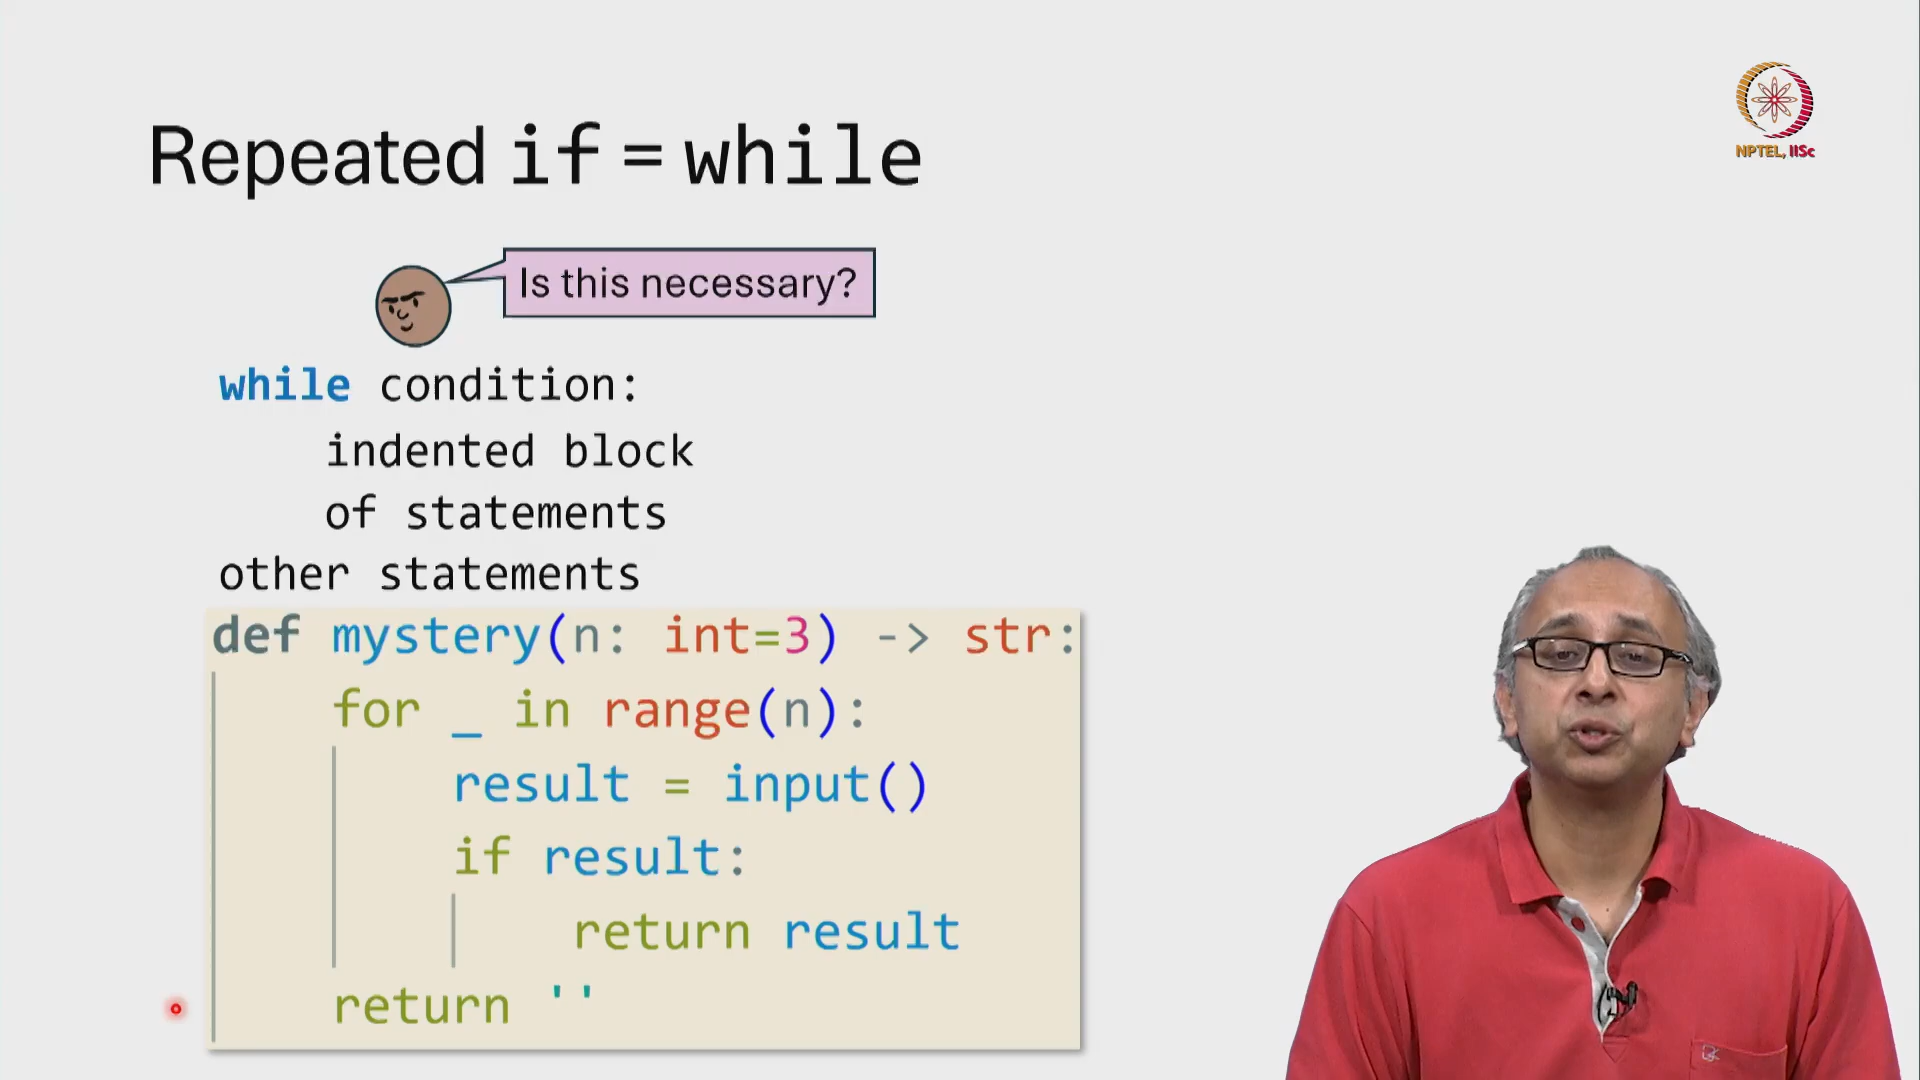 Repeated if = while
NPTEL, IISc
Is this necessary?
while condition:
    indented block
    of statements
other statements
def mystery(n: int=3) -> str:
    for _ in range(n):
        result = input()
        if result:
            return result
    return ''